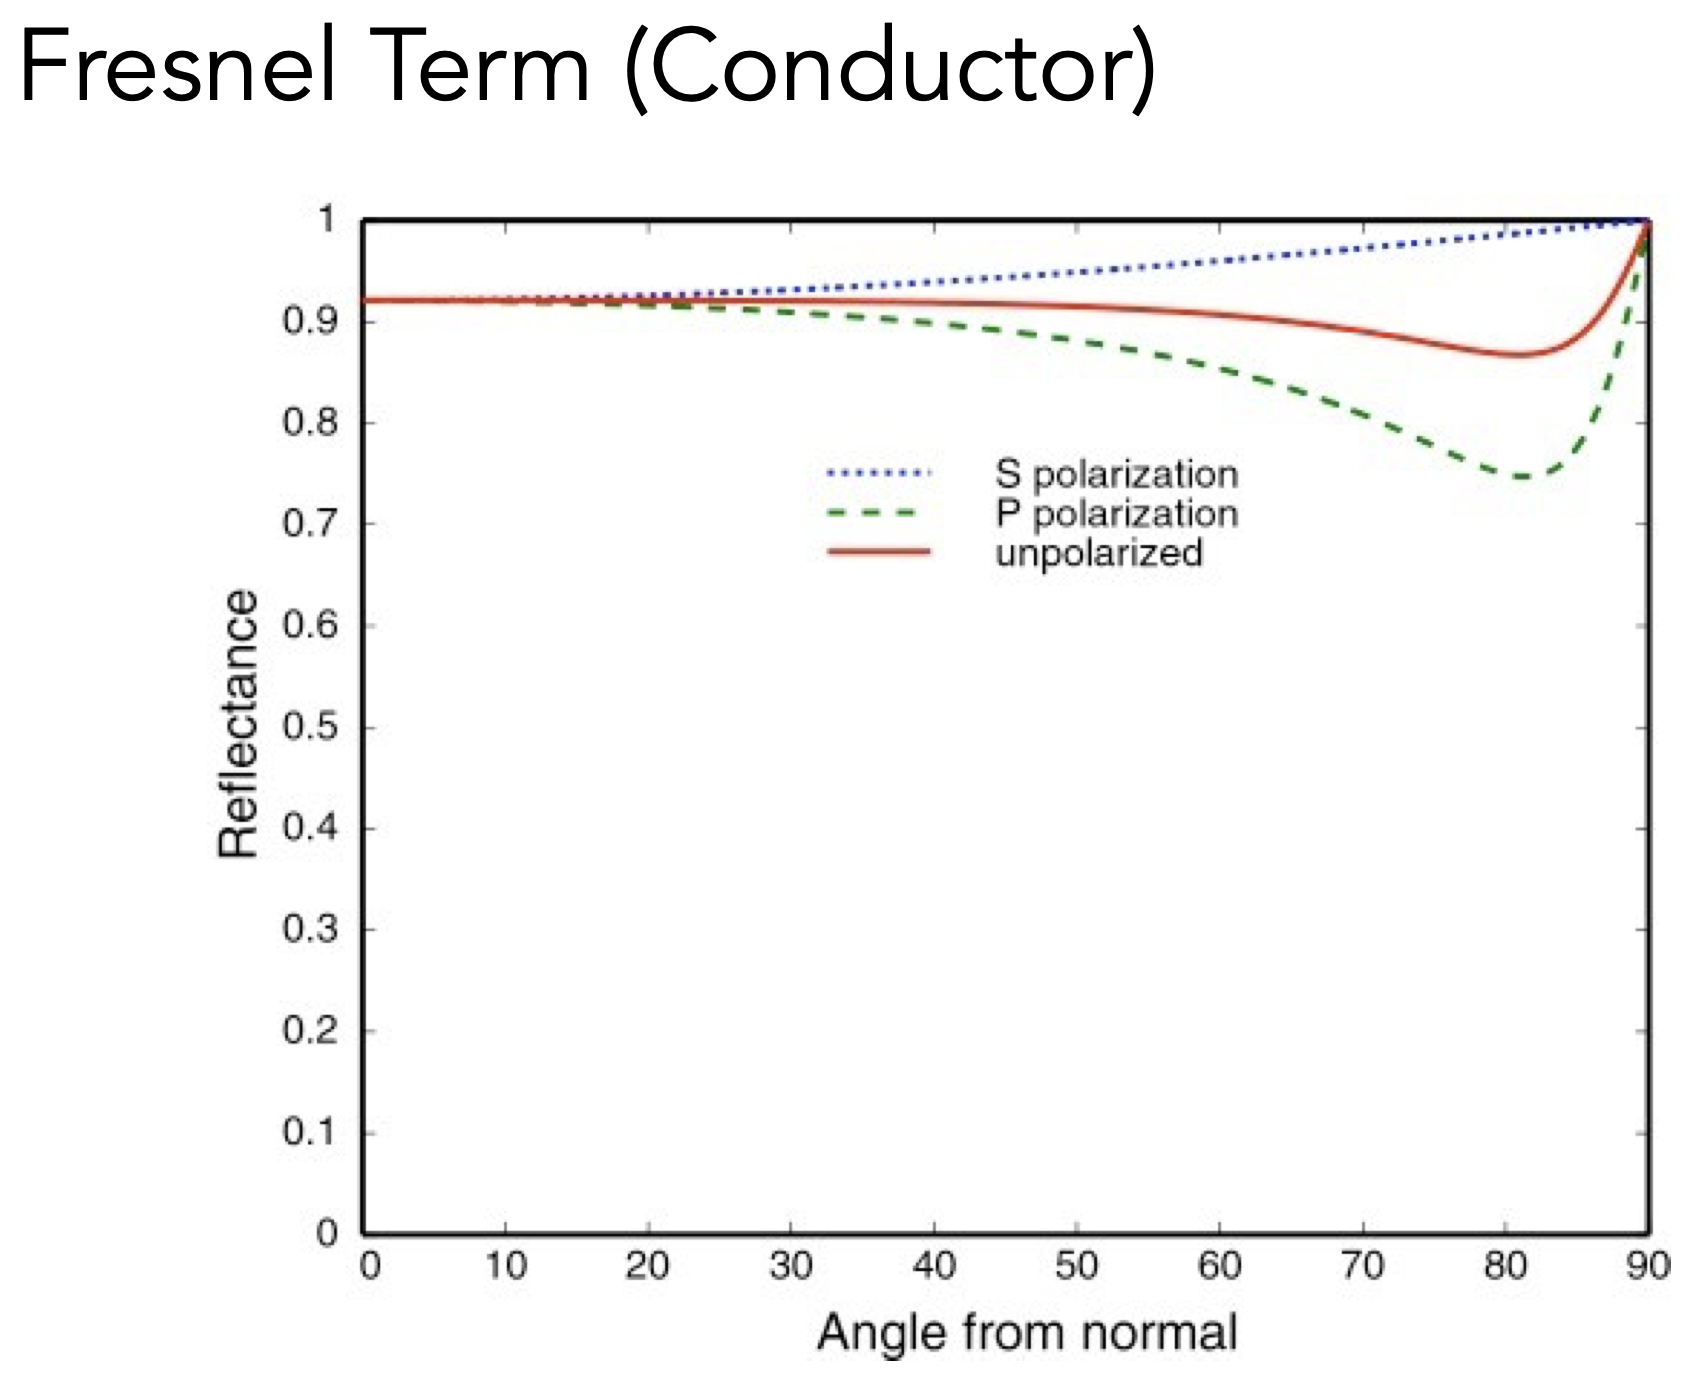 Fresnel Term (Conductor)
1
0.9
0.8
0.7
0.6
0.5
0.4
0.3
0.2
0.1
0
Reflectance
S polarization
P polarization
unpolarized
0 10 20 30 40 50 60 70 80 90
Angle from normal